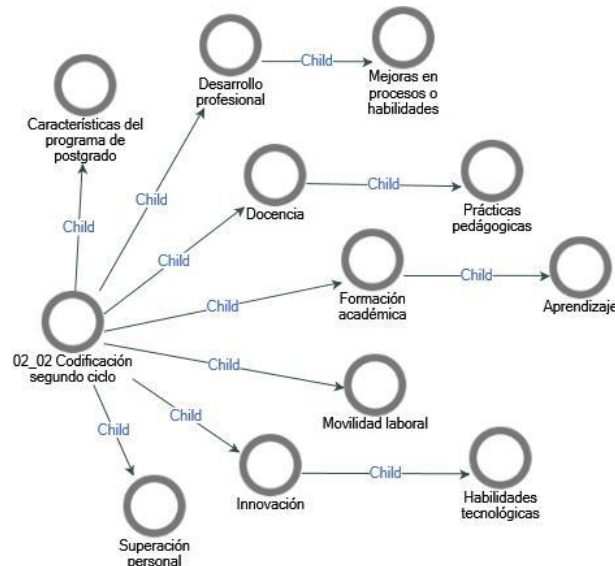 Child
Desarrollo
profesional
Mejoras en
procesos o
habilidades
Características del
programa de
postgrado
Child
Child
Docencia
Child
Prácticas
pedágogicas
Child
Child
Formación
académica
Child
Aprendizaje
02_02 Codificación
segundo ciclo
Child
Child
Movilidad laboral
Child
Child
Innovación
Child
Habilidades
tecnológicas
Superación
personal